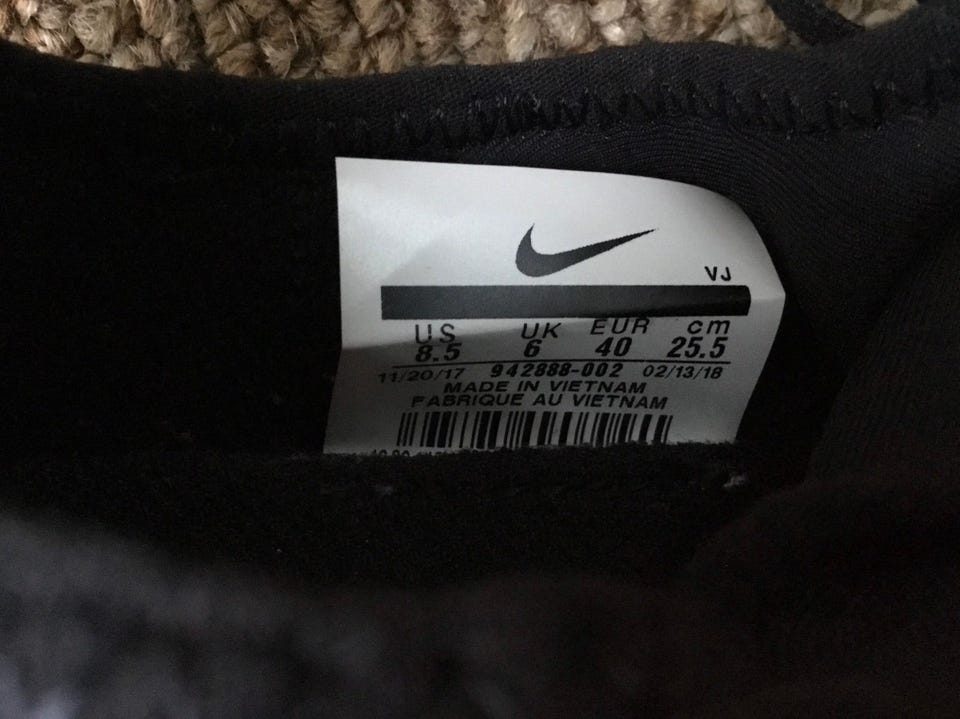 VJ
US UK EUR cm
8.5 6 40 25.5
11/20/17 942888-002 02/13/18
MADE IN VIETNAM
FABRIQUE AU VIETNAM